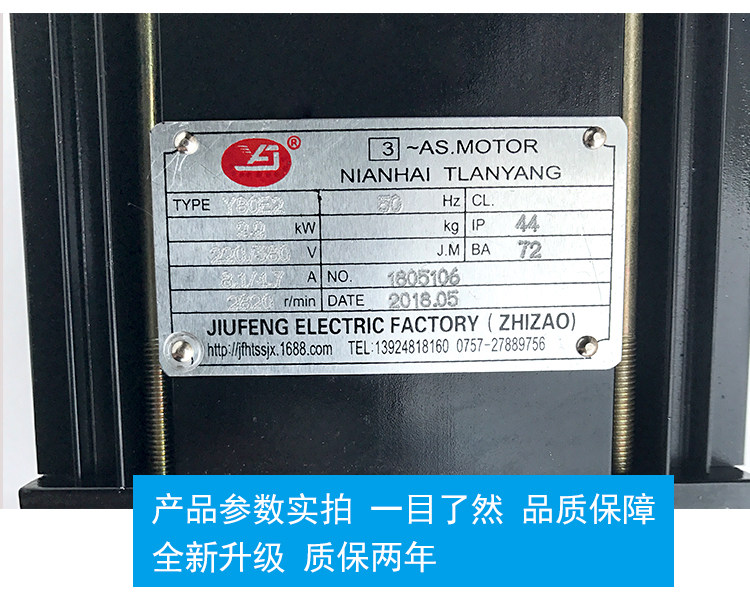 AJ ®
3 ~AS.MOTOR
NIANHAI TLANYANG
TYPE 50 Hz CL.
kW kg IP 44
V J.M BA 72
A NO. 1805106
r/min DATE 2018.05
JIUFENG ELECTRIC FACTORY ( ZHIZAO)
http://jfhtssjx.1688.com TEL:13924818160 0757-27889756
产品参数实拍 一目了然 品质保障
全新升级 质保两年